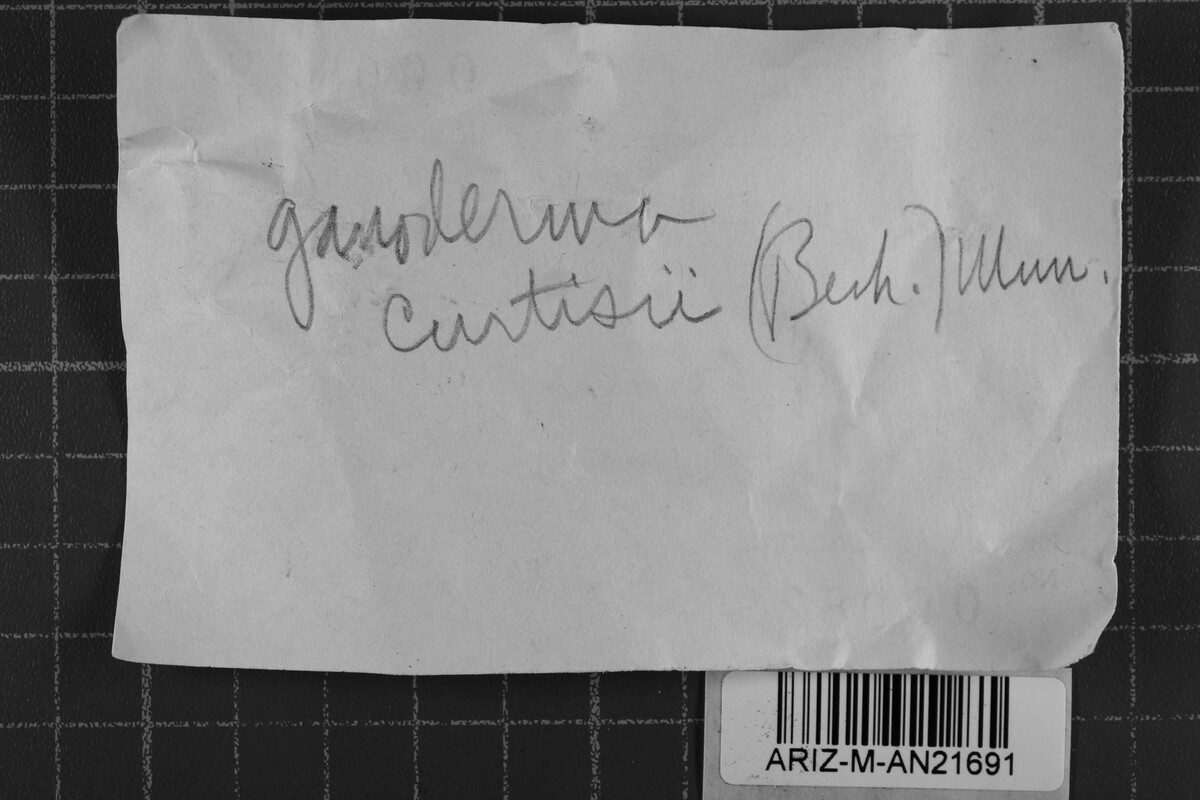 ganoderma
curtisii (Berk.) Murr.
ARIZ-M-AN21691